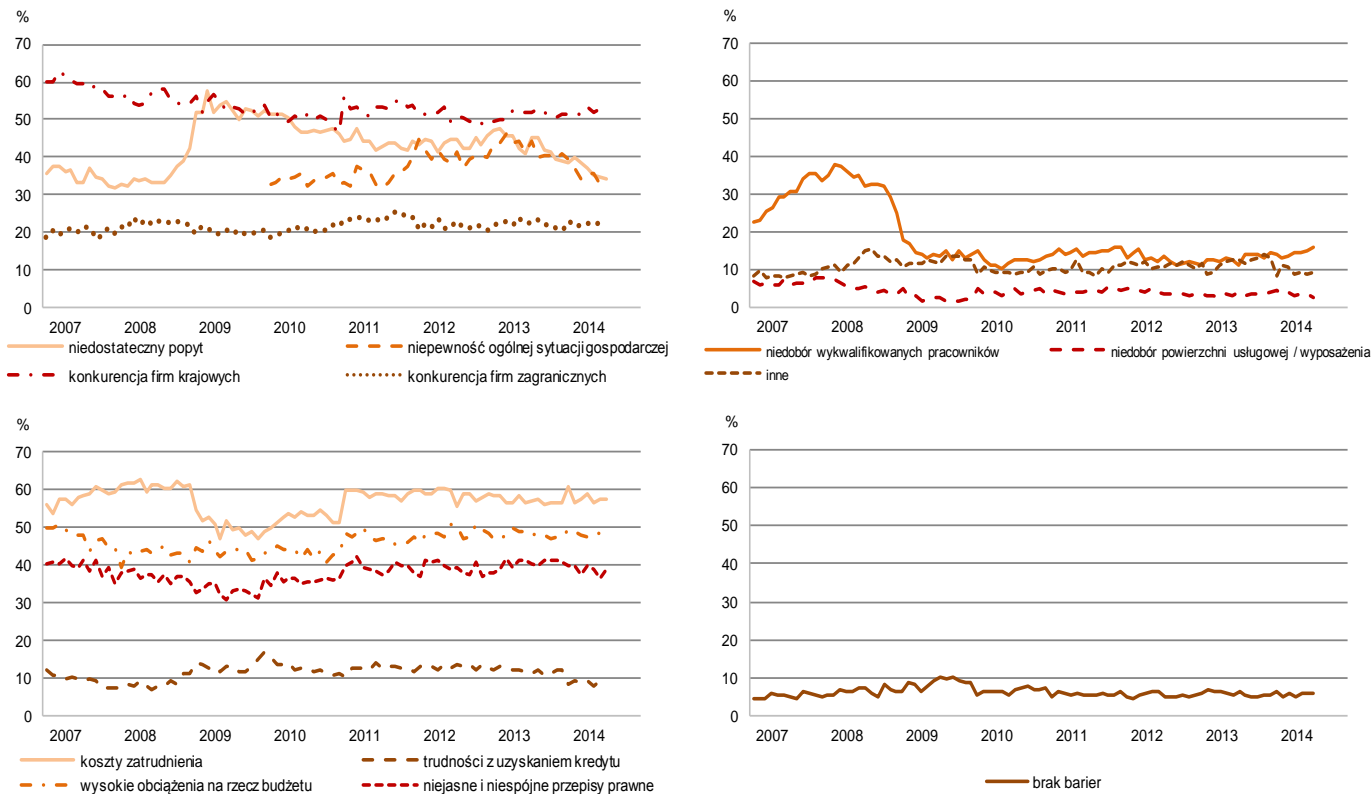 %
70
60
50
40
30
20
10
0
2007 2008 2009 2010 2011 2012 2013 2014
niedostateczny popyt
niepewność ogólnej sytuacji gospodarczej
konkurencja firm krajowych
konkurencja firm zagranicznych
%
70
60
50
40
30
20
10
0
2007 2008 2009 2010 2011 2012 2013 2014
niedobór wykwalifikowanych pracowników
niedobór powierzchni usługowej / wyposażenia
inne
%
70
60
50
40
30
20
10
0
2007 2008 2009 2010 2011 2012 2013 2014
koszty zatrudnienia
trudności z uzyskaniem kredytu
wysokie obciążenia na rzecz budżetu
niejasne i niespójne przepisy prawne
%
70
60
50
40
30
20
10
0
2007 2008 2009 2010 2011 2012 2013 2014
brak barier